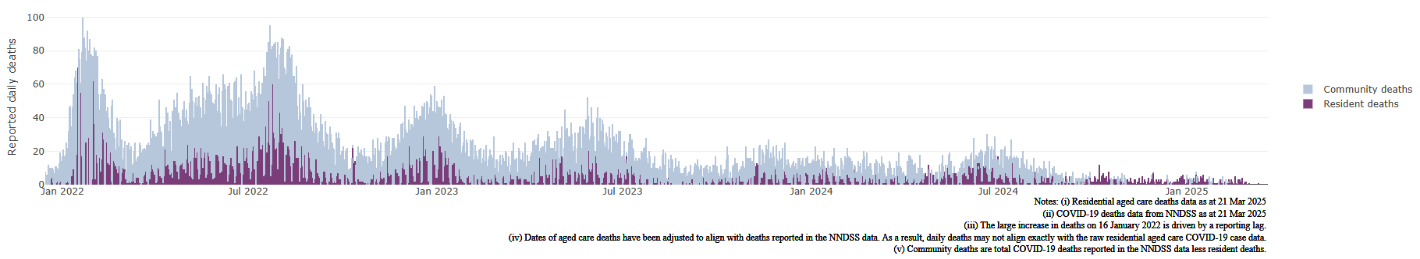 Reported daily deaths
100
80
60
40
20
0
Jan 2022
Jul 2022
Jan 2023
Jul 2023
Jan 2024
Jul 2024
Jan 2025
Community deaths
Resident deaths
Notes: (i) Residential aged care deaths data as at 21 Mar 2025
(ii) COVID-19 deaths data from NNDSS as at 21 Mar 2025
(iii) The large increase in deaths on 16 January 2022 is driven by a reporting lag.
(iv) Dates of aged care deaths have been adjusted to align with deaths reported in the NNDSS data. As a result, daily deaths may not align exactly with the raw residential aged care COVID-19 case data.
(v) Community deaths are total COVID-19 deaths reported in the NNDSS data less resident deaths.